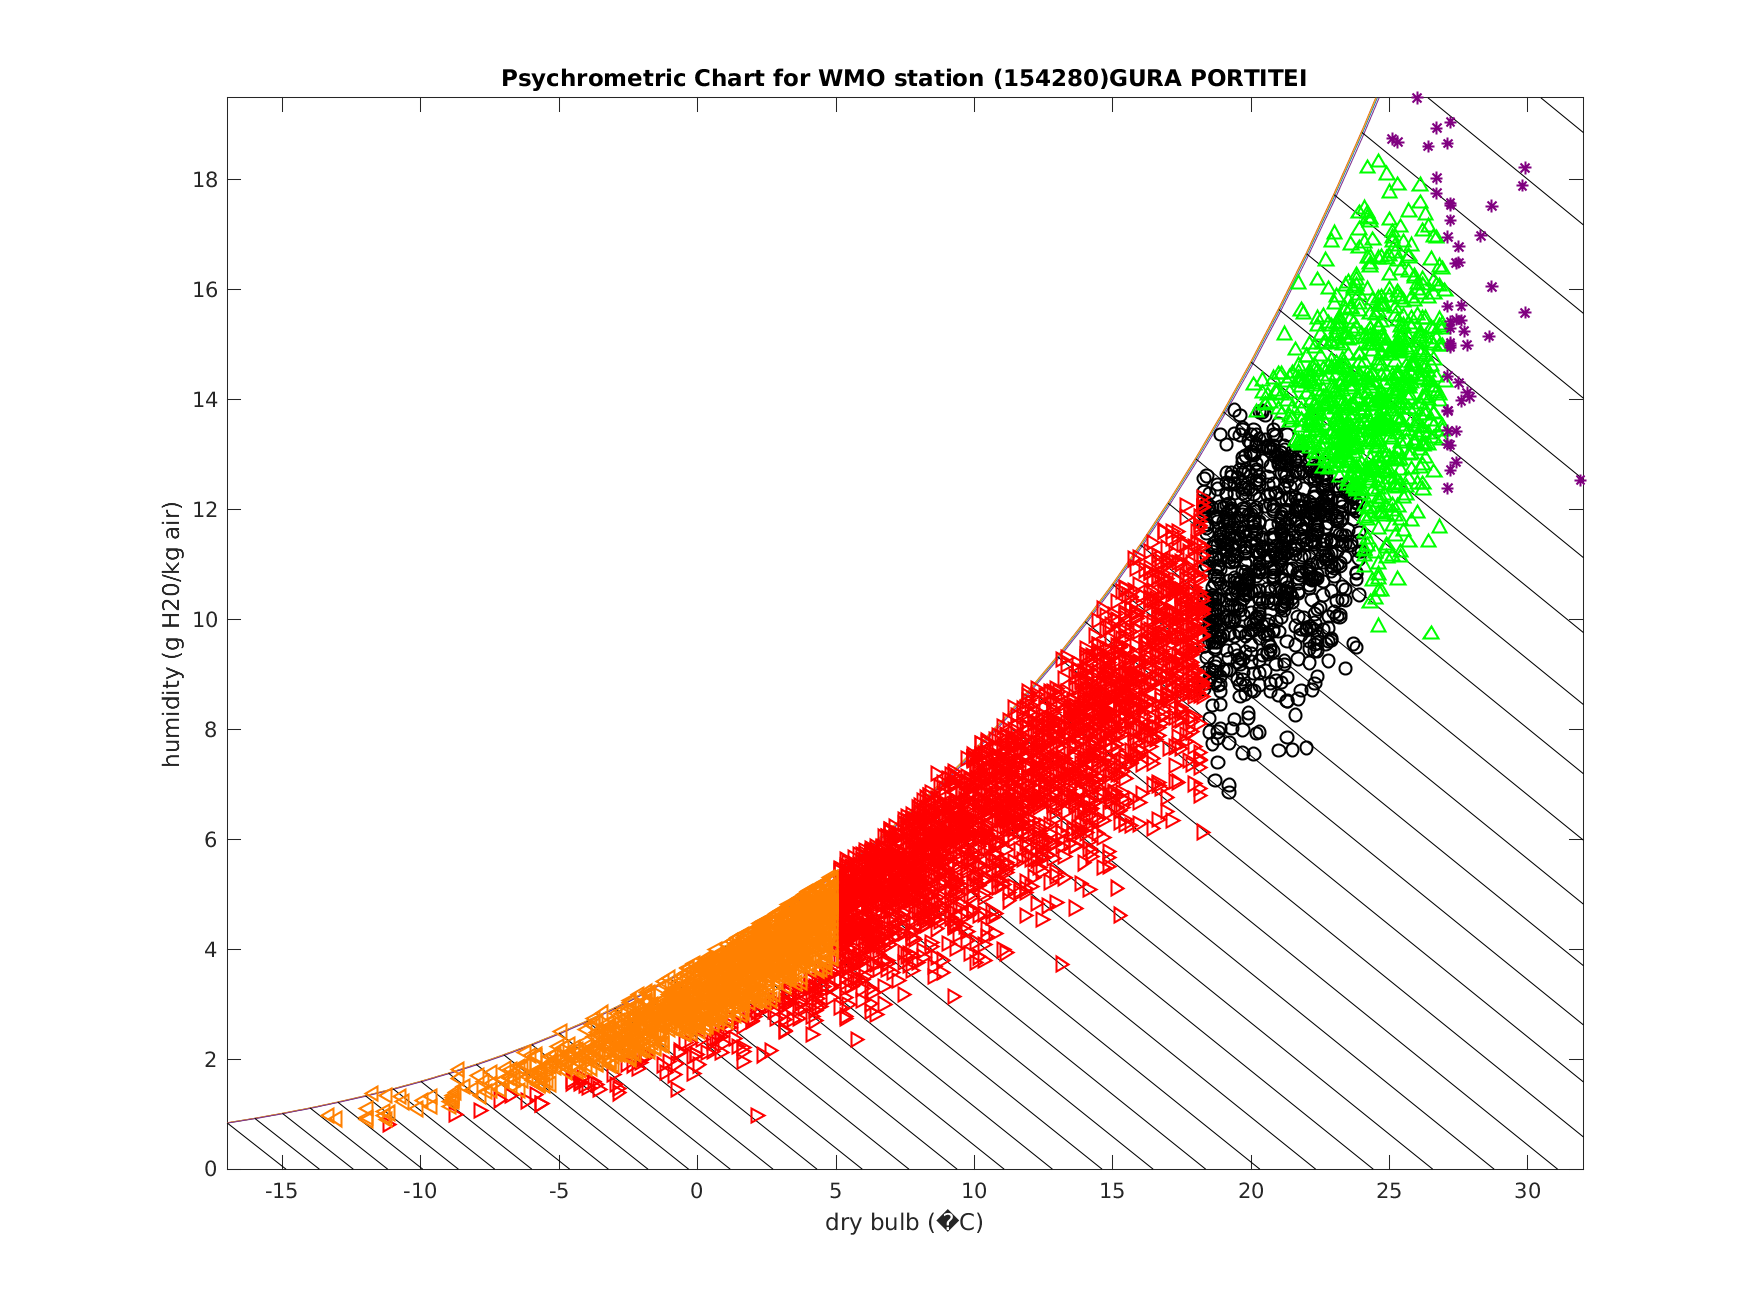 Psychrometric Chart for WMO station (154280)GURA PORTITEI
humidity (g H20/kg air)
18
16
14
12
10
8
6
4
2
0
-15 -10 -5 0 5 10 15 20 25 30
dry bulb (�C)